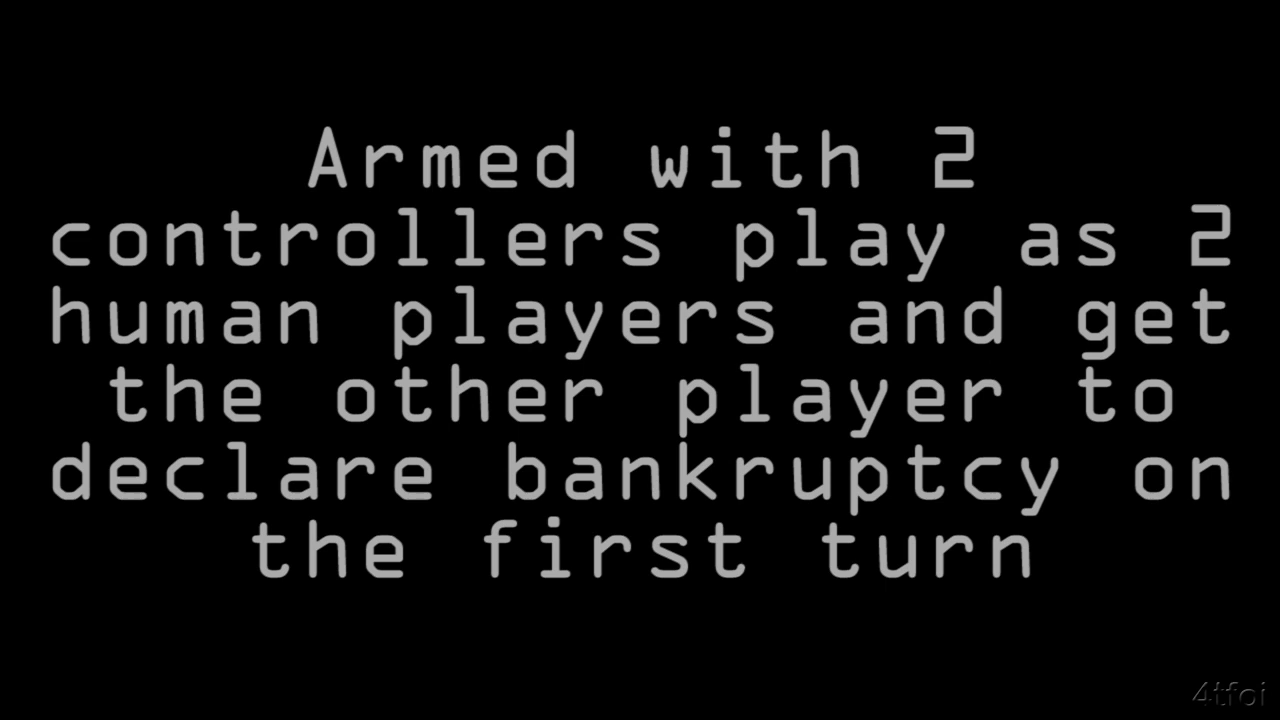 Armed with 2
controllers play as 2
human players and get
the other player to
declare bankruptcy on
the first turn
4tfoi